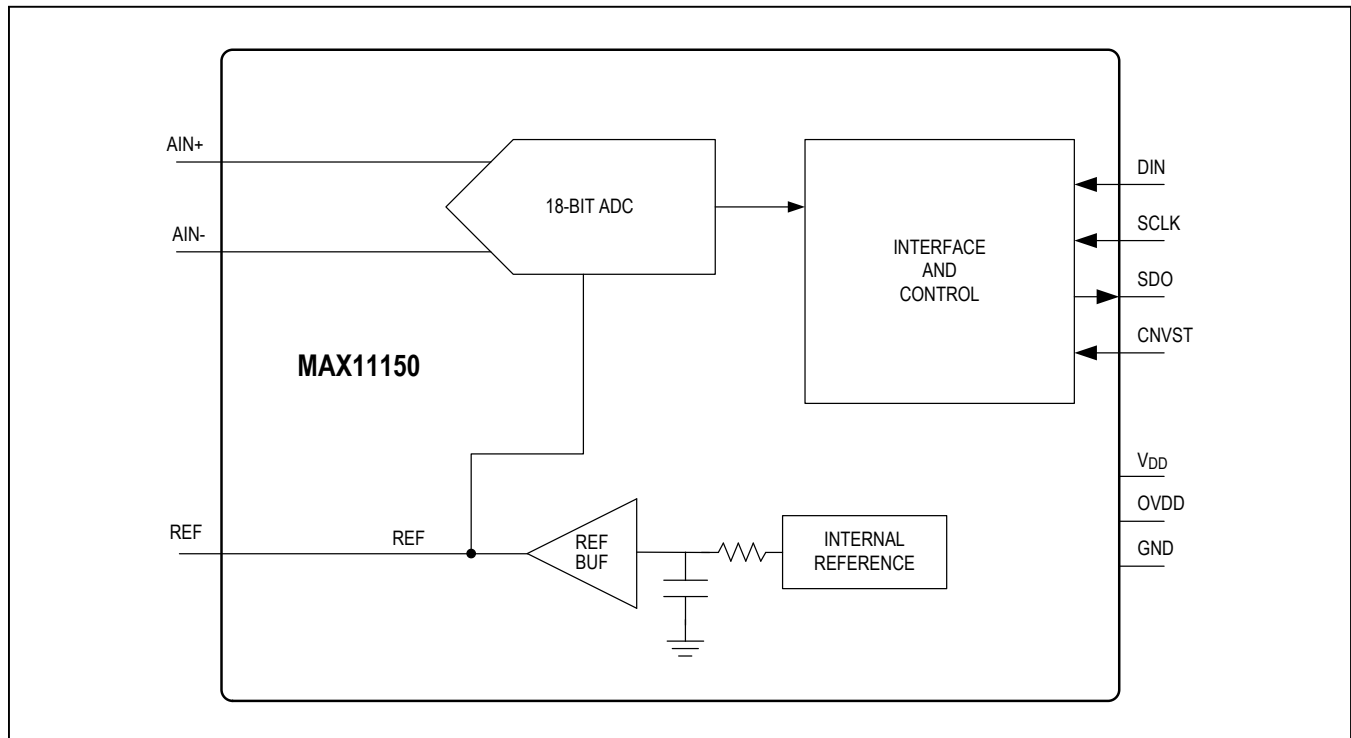 AIN+
AIN-
18-BIT ADC
INTERFACE
AND
CONTROL
DIN
SCLK
SDO
CNVST
MAX11150
VDD
OVDD
GND
REF
REF
REF
BUF
INTERNAL
REFERENCE